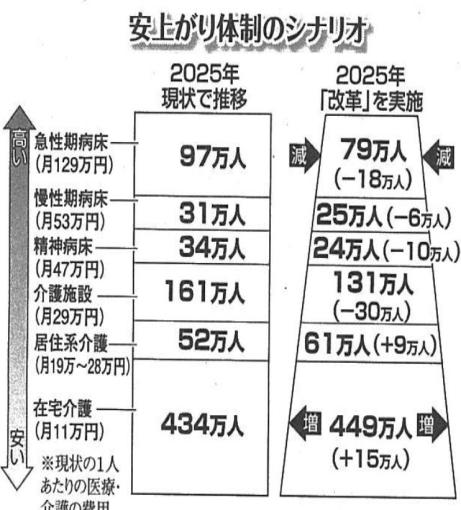 安上がり体制のシナリオ
2025年
現状で推移
2025年
「改革」を実施
高い
急性期病床
(月129万円)
97万人
減
79万人
(−18万人)
減
慢性期病床
(月53万円)
31万人
25万人(−6万人)
精神病床
(月47万円)
34万人
24万人(−10万人)
介護施設
(月29万円)
161万人
131万人
(−30万人)
居住系介護
(月19万～28万円)
52万人
61万人(+9万人)
在宅介護
(月11万円)
434万人
増
449万人
(+15万人)
増
安い
※現状の1人
あたりの医療・
介護の費用